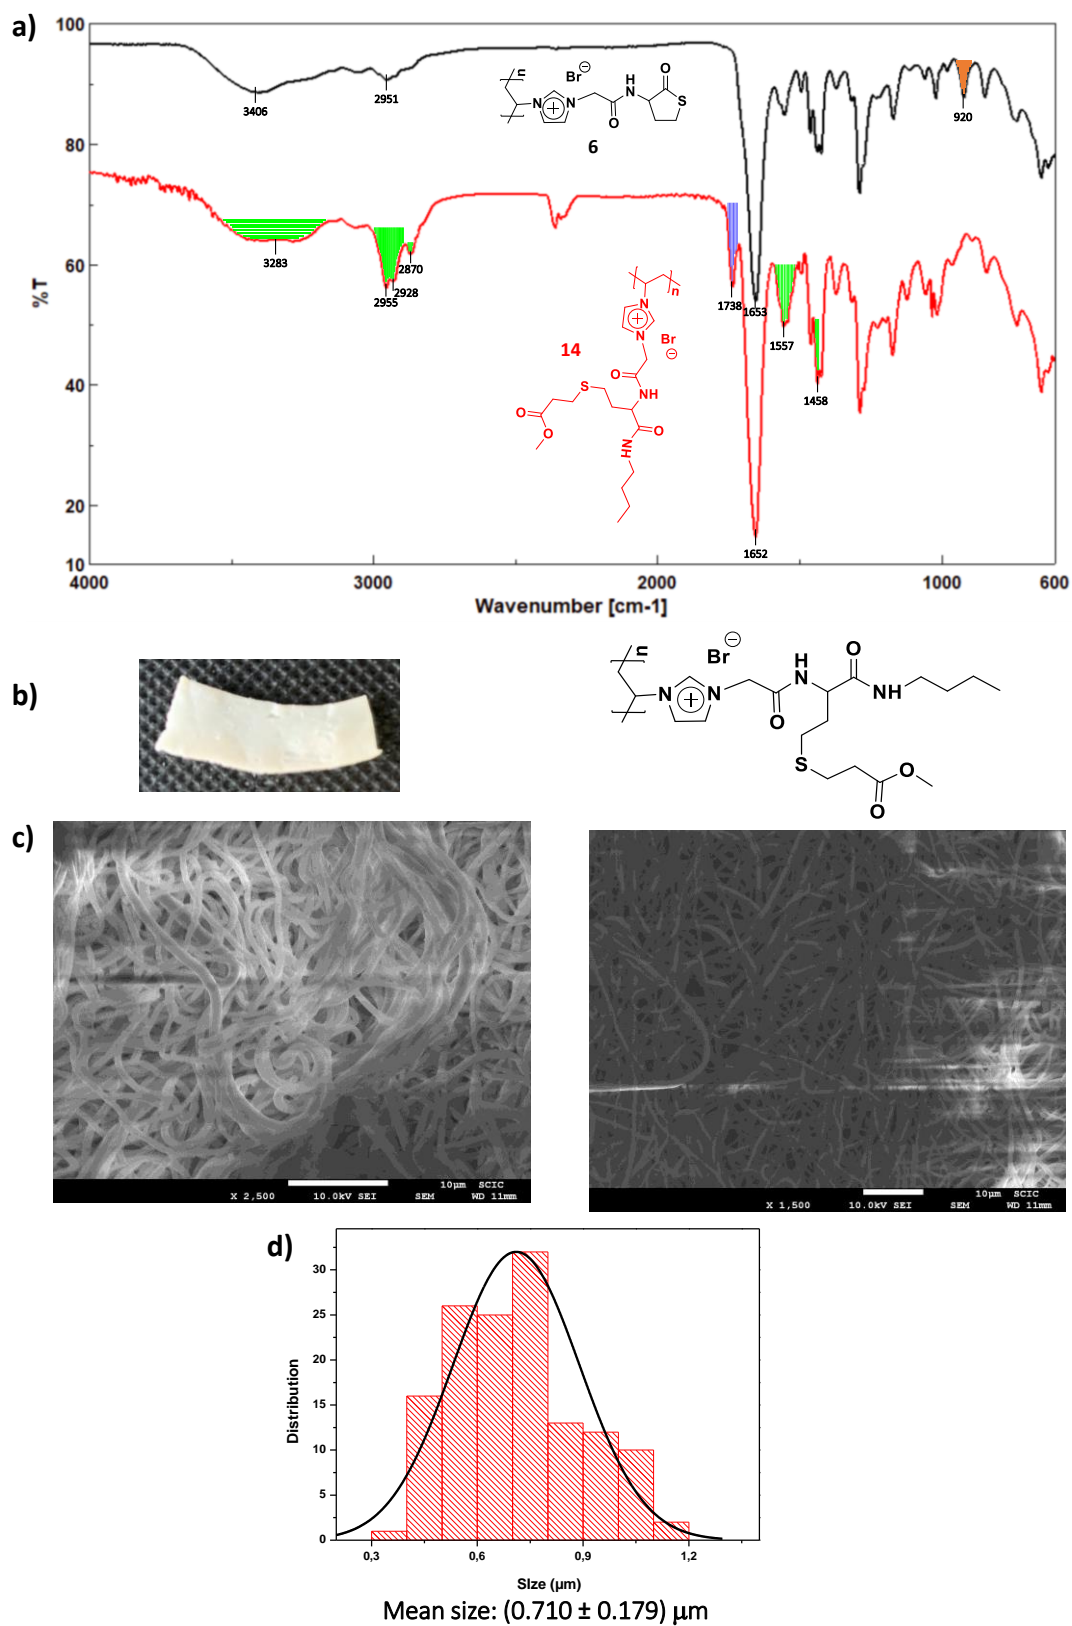 a)
100
80
60
40
20
10
%T
4000
3000
2000
1000
600
Wavenumber [cm-1]
3406
2951
1653
920
3283
2955
2928
2870
1738
1652
1557
1458
n
Br
⊖
N
+
N
O
H
N
O
S
6
n
N
+
N
Br
⊖
14
O
NH
S
O
O
O
NH
b)
n
Br
⊖
N
+
N
O
H
N
O
NH
S
O
O
c)
10µm SCIC
X 2,500 10.0kV SEI SEM WD 11mm
10µm SCIC
X 1,500 10.0kV SEI SEM WD 11mm
d)
Distribution
30
25
20
15
10
5
0
0,3 0,6 0,9 1,2
SIze (µm)
Mean size: (0.710 ± 0.179) µm